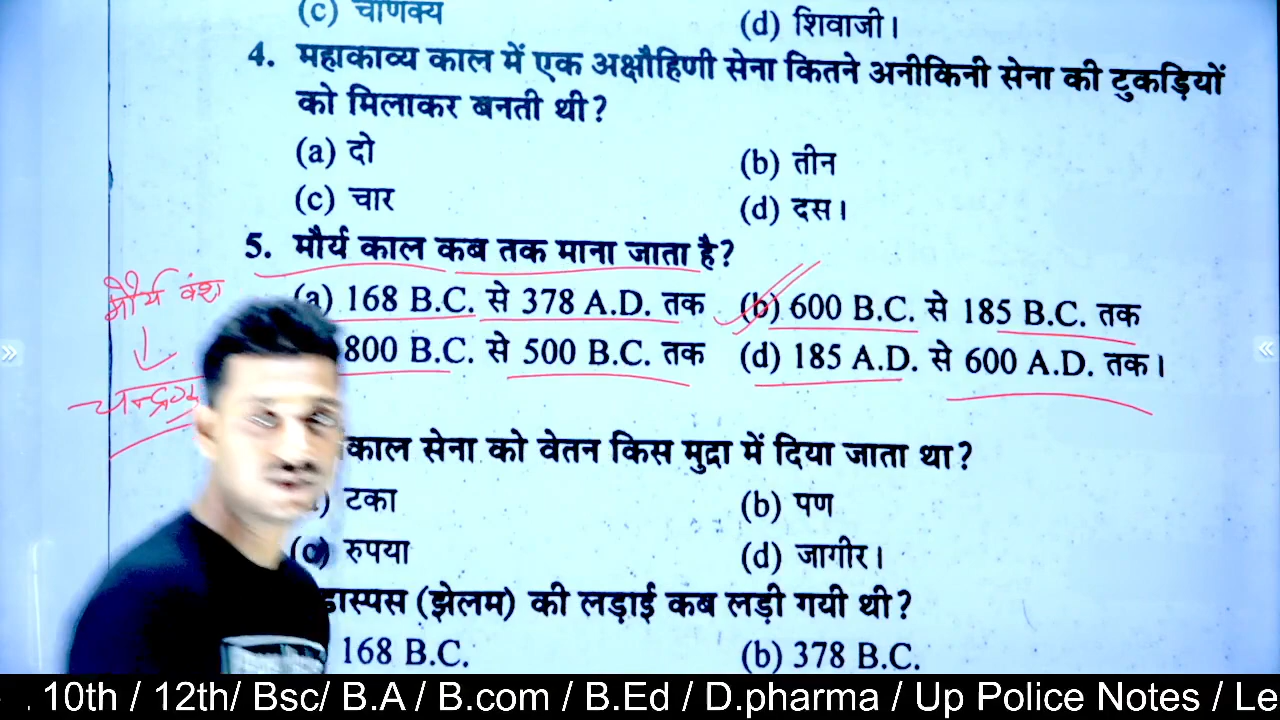 (c) चाणक्य (d) शिवाजी।
4. महाकाव्य काल में एक अक्षौहिणी सेना कितने अनीकिनी सेना की टुकड़ियों
को मिलाकर बनती थी?
(a) दो (b) तीन
(c) चार (d) दस।
5. मौर्य काल कब तक माना जाता है?
(a) 168 B.C. से 378 A.D. तक (b) 600 B.C. से 185 B.C. तक
800 B.C. से 500 B.C. तक (d) 185 A.D. से 600 A.D. तक।
मौर्य वंश
काल सेना को वेतन किस मुद्रा में दिया जाता था?
) टका (b) पण
(c) रुपया (d) जागीर।
डास्पस (झेलम) की लड़ाई कब लड़ी गयी थी?
168 B.C. (b) 378 B.C.
. 10th / 12th/ Bsc/ B.A / B.com / B.Ed / D.pharma / Up Police Notes / Le